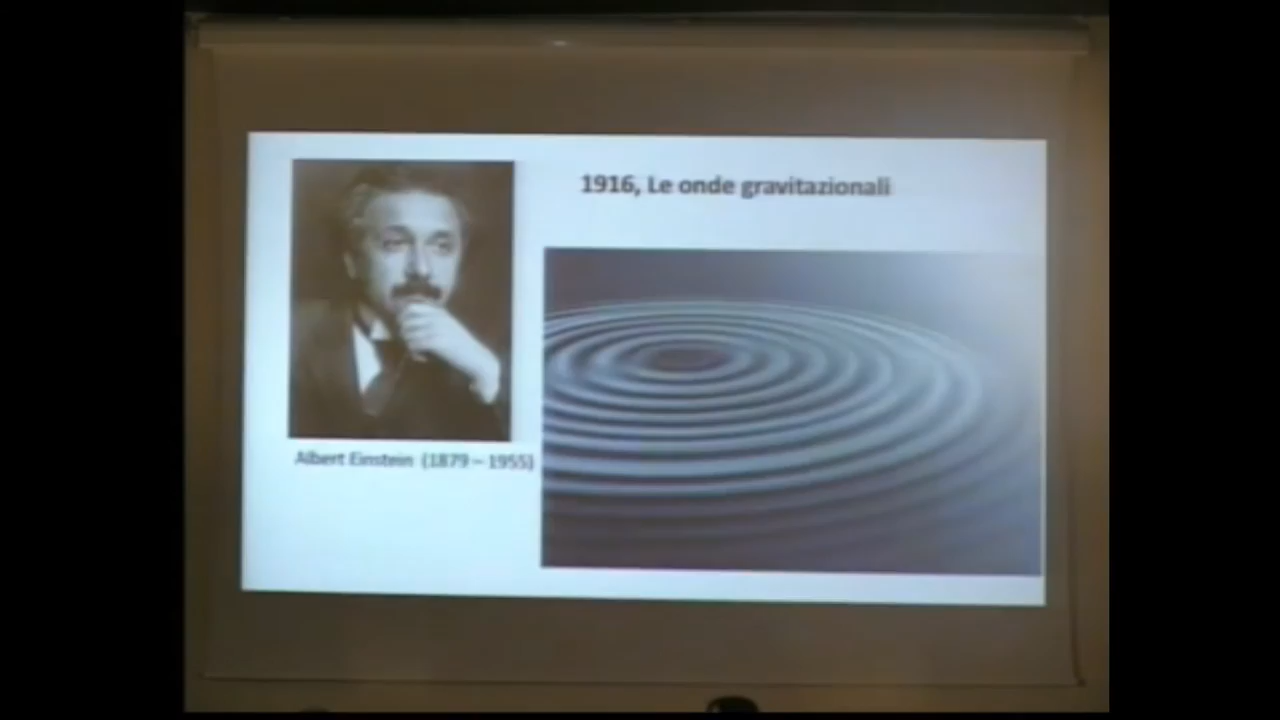 1916, Le onde gravitazionali
Albert Einstein (1879 – 1955)